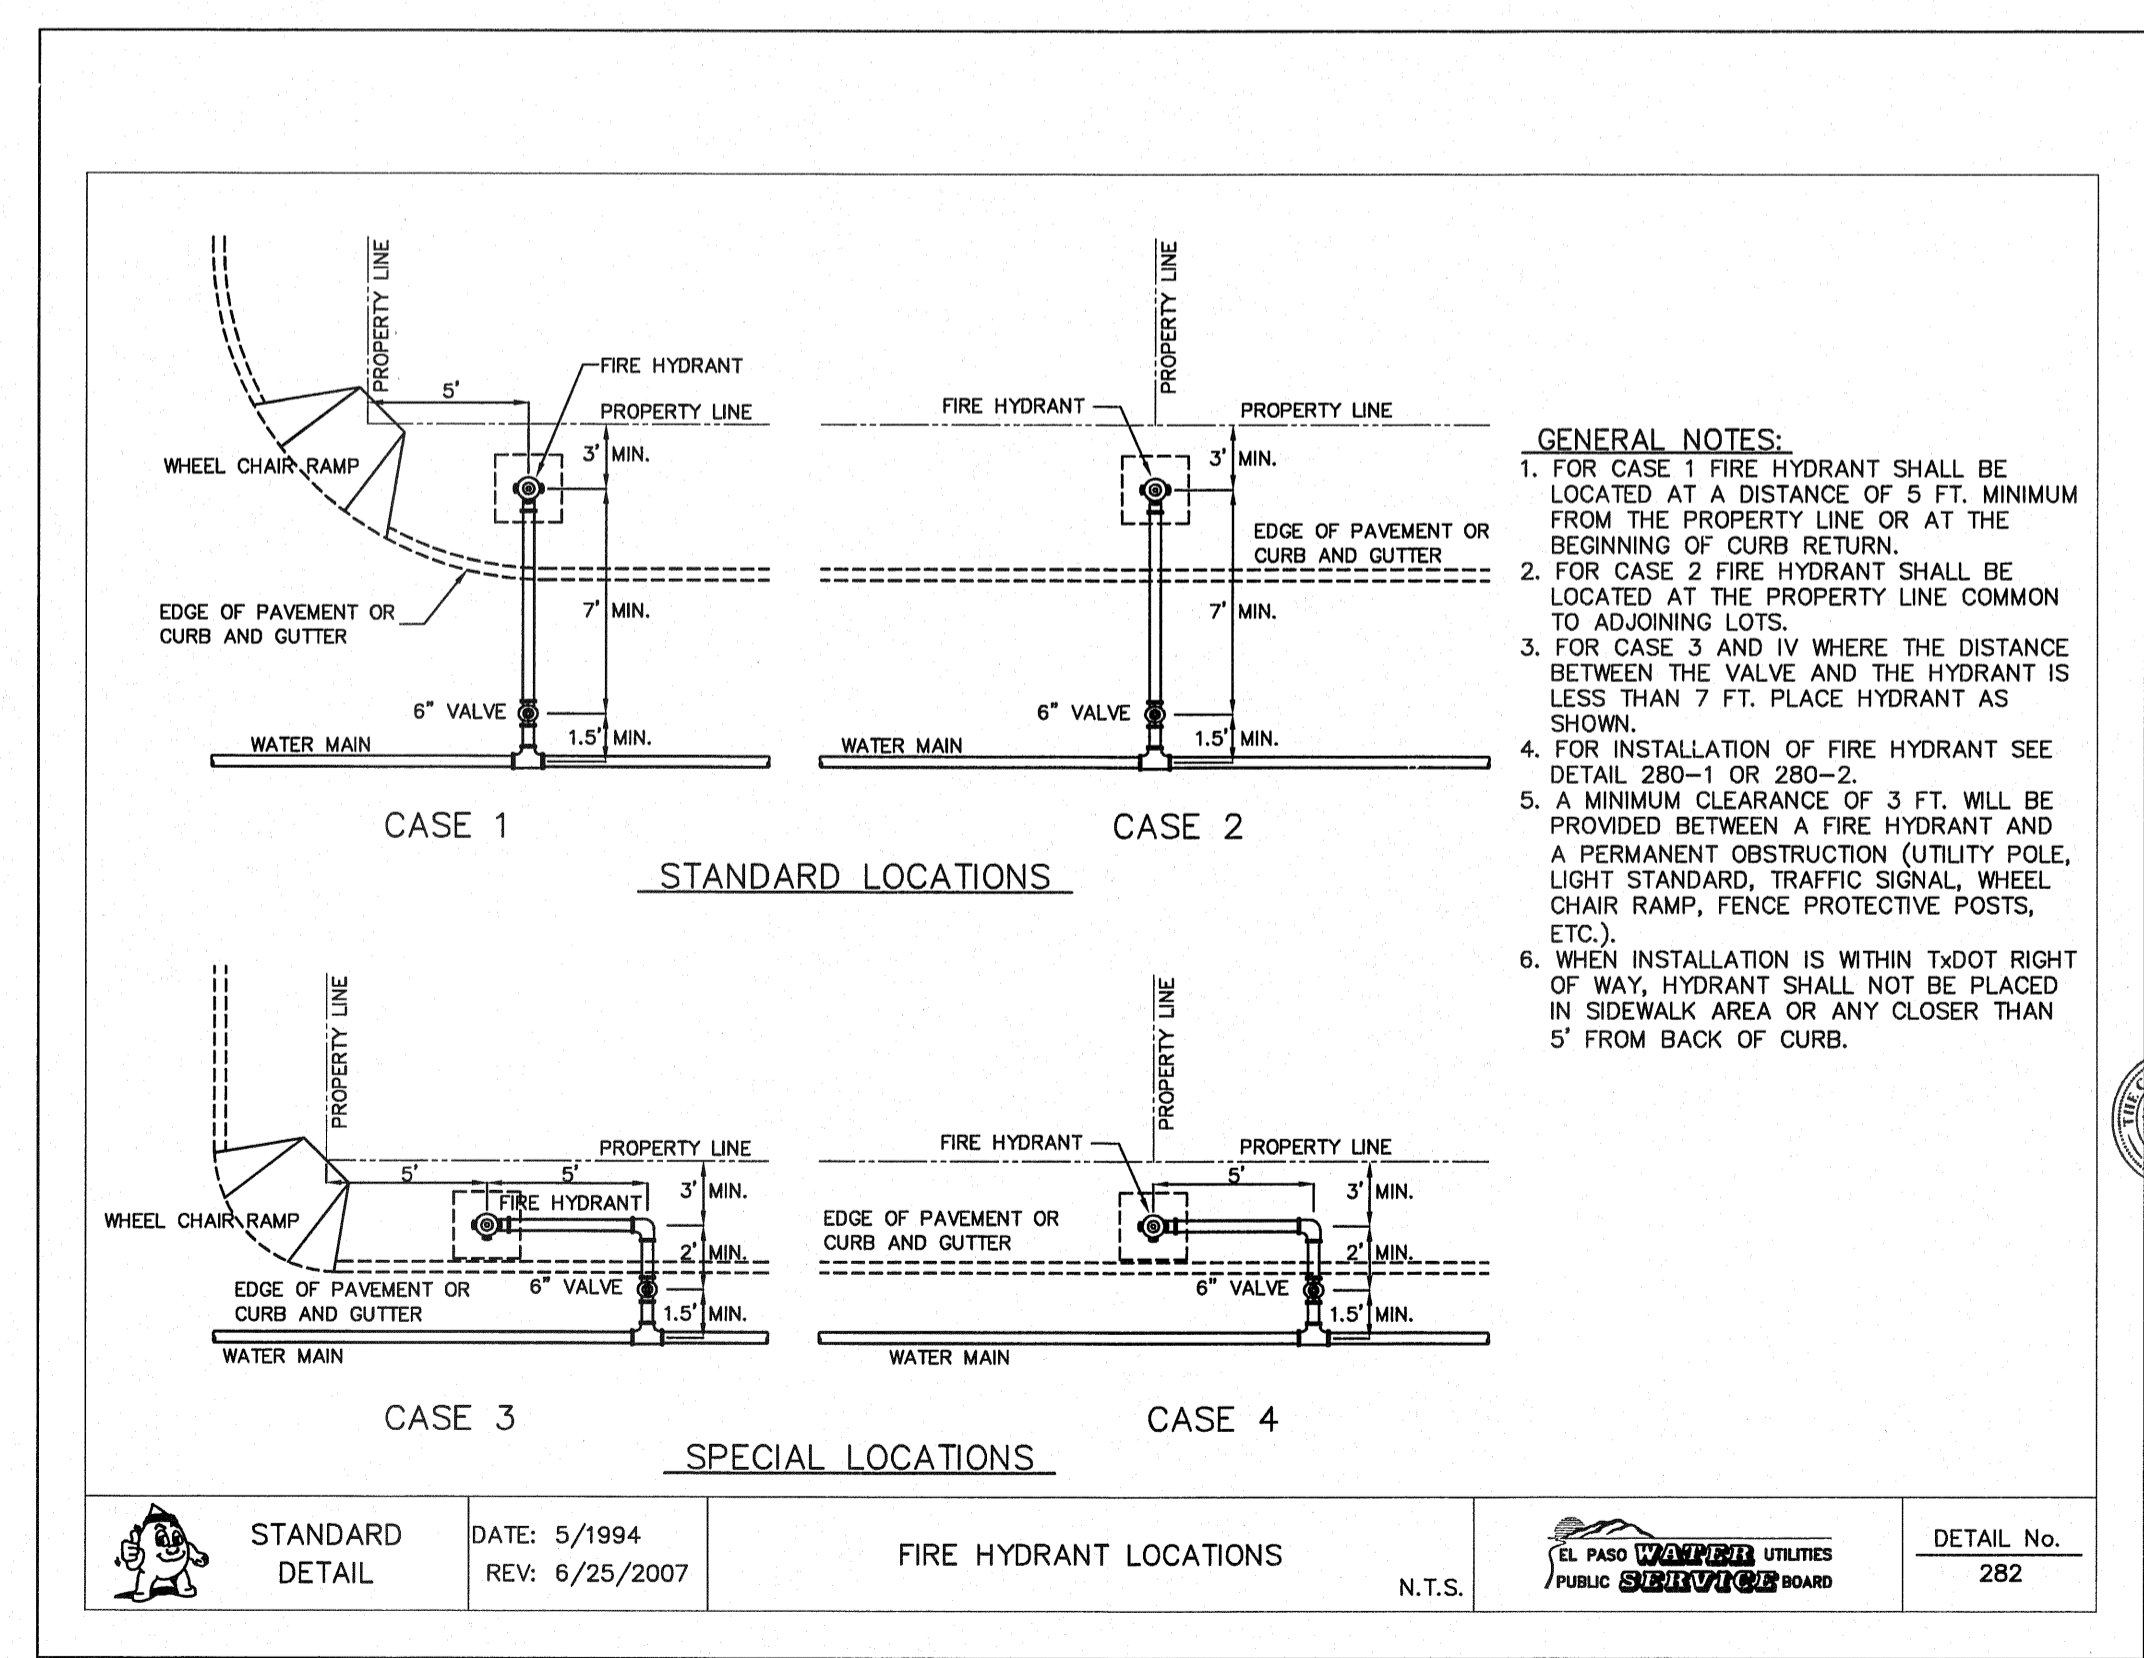 PROPERTY LINE
5'
FIRE HYDRANT
PROPERTY LINE
3' MIN.
WHEEL CHAIR RAMP
EDGE OF PAVEMENT OR
CURB AND GUTTER
7' MIN.
6" VALVE
1.5' MIN.
WATER MAIN
CASE 1
PROPERTY LINE
FIRE HYDRANT
PROPERTY LINE
3' MIN.
EDGE OF PAVEMENT OR
CURB AND GUTTER
7' MIN.
6" VALVE
1.5' MIN.
WATER MAIN
CASE 2
STANDARD LOCATIONS
PROPERTY LINE
PROPERTY LINE
5'
5'
3' MIN.
FIRE HYDRANT
WHEEL CHAIR RAMP
2' MIN.
EDGE OF PAVEMENT OR
CURB AND GUTTER
6" VALVE
1.5' MIN.
WATER MAIN
CASE 3
PROPERTY LINE
FIRE HYDRANT
PROPERTY LINE
5'
3' MIN.
EDGE OF PAVEMENT OR
CURB AND GUTTER
2' MIN.
6" VALVE
1.5' MIN.
WATER MAIN
CASE 4
SPECIAL LOCATIONS
GENERAL NOTES:
1. FOR CASE 1 FIRE HYDRANT SHALL BE
LOCATED AT A DISTANCE OF 5 FT. MINIMUM
FROM THE PROPERTY LINE OR AT THE
BEGINNING OF CURB RETURN.
2. FOR CASE 2 FIRE HYDRANT SHALL BE
LOCATED AT THE PROPERTY LINE COMMON
TO ADJOINING LOTS.
3. FOR CASE 3 AND IV WHERE THE DISTANCE
BETWEEN THE VALVE AND THE HYDRANT IS
LESS THAN 7 FT. PLACE HYDRANT AS
SHOWN.
4. FOR INSTALLATION OF FIRE HYDRANT SEE
DETAIL 280-1 OR 280-2.
5. A MINIMUM CLEARANCE OF 3 FT. WILL BE
PROVIDED BETWEEN A FIRE HYDRANT AND
A PERMANENT OBSTRUCTION (UTILITY POLE,
LIGHT STANDARD, TRAFFIC SIGNAL, WHEEL
CHAIR RAMP, FENCE PROTECTIVE POSTS,
ETC.).
6. WHEN INSTALLATION IS WITHIN TxDOT RIGHT
OF WAY, HYDRANT SHALL NOT BE PLACED
IN SIDEWALK AREA OR ANY CLOSER THAN
5' FROM BACK OF CURB.
THE C
STANDARD
DETAIL
DATE: 5/1994
REV: 6/25/2007
FIRE HYDRANT LOCATIONS
N.T.S.
EL PASO WATER UTILITIES
PUBLIC SERVICE BOARD
DETAIL No.
282